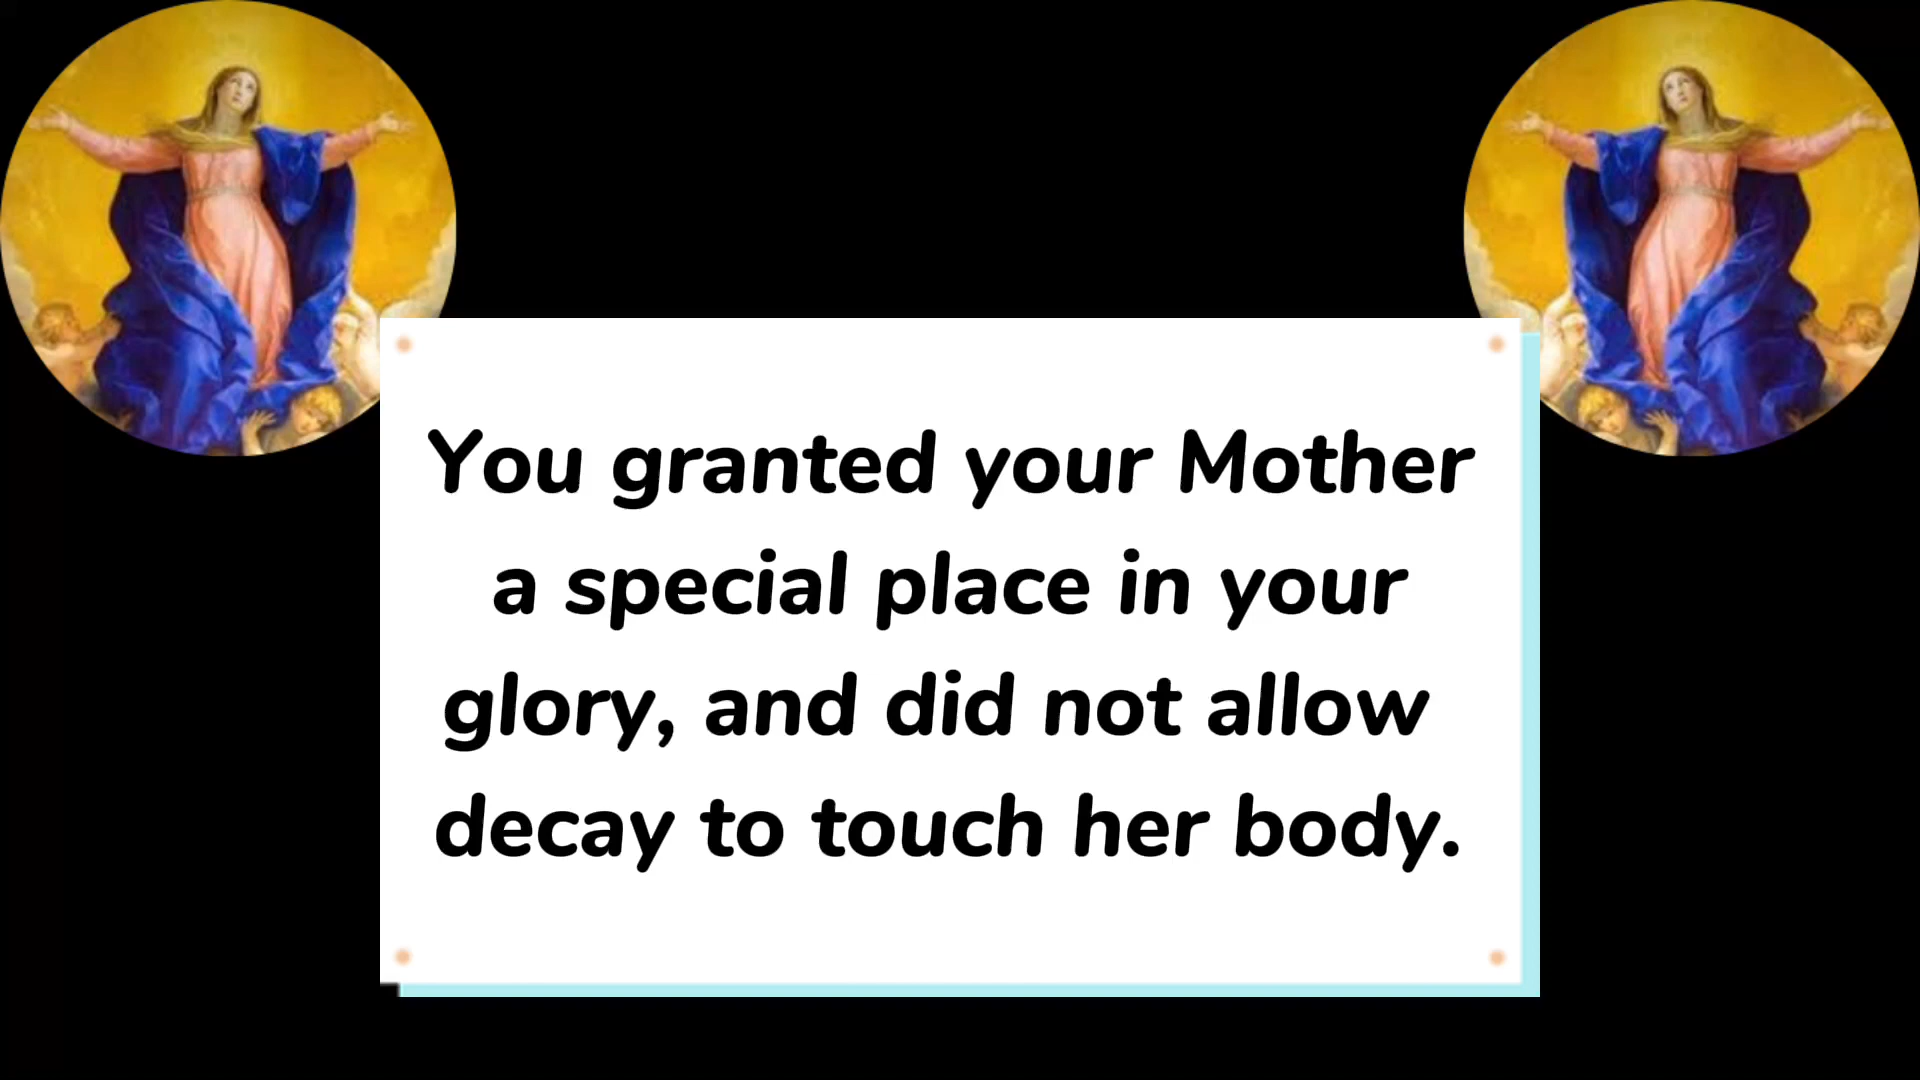 You granted your Mother
a special place in your
glory, and did not allow
decay to touch her body.